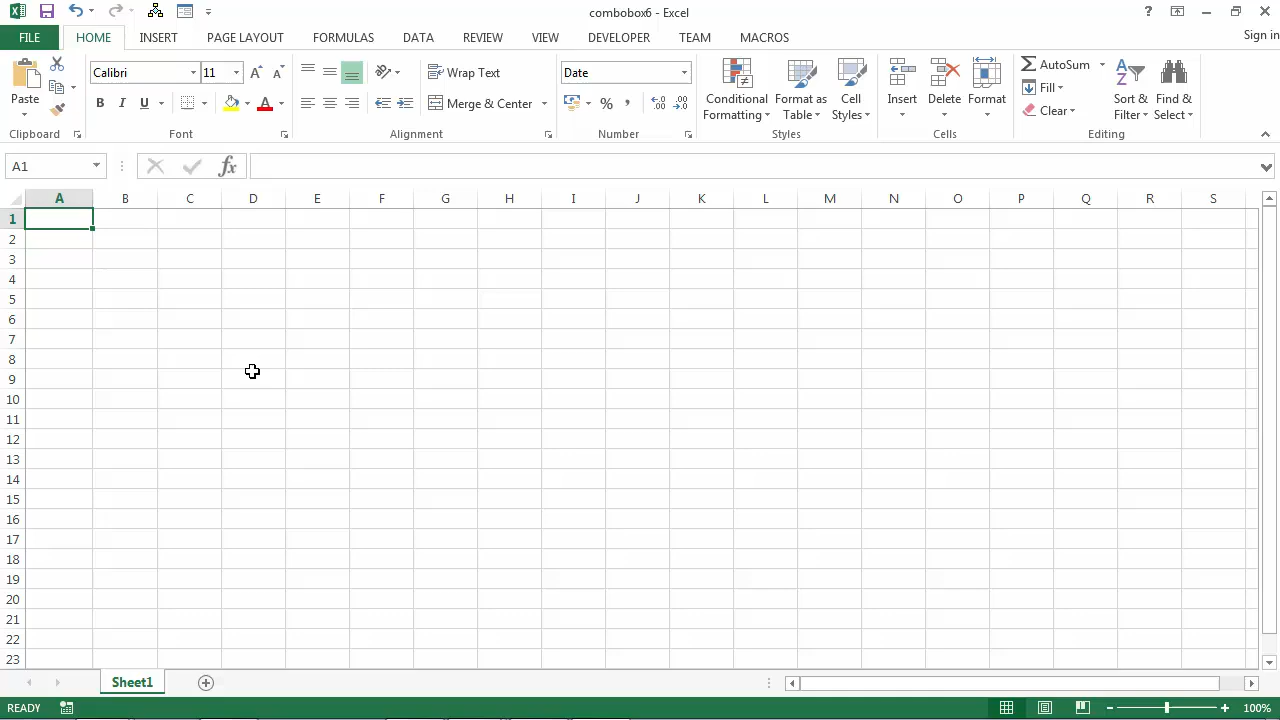 combobox6 - Excel
FILE HOME INSERT PAGE LAYOUT FORMULAS DATA REVIEW VIEW DEVELOPER TEAM MACROS Sign in
Paste
Clipboard
Calibri 11
B I U
Font
Wrap Text
Merge & Center
Alignment
Date
%
Number
Conditional Formatting
Format as Table
Cell Styles
Styles
Insert Delete Format
Cells
AutoSum
Fill
Clear
Sort & Filter
Find & Select
Editing
A1
fx
A B C D E F G H I J K L M N O P Q R S
1
2
3
4
5
6
7
8
9
10
11
12
13
14
15
16
17
18
19
20
21
22
23
Sheet1
READY 100%